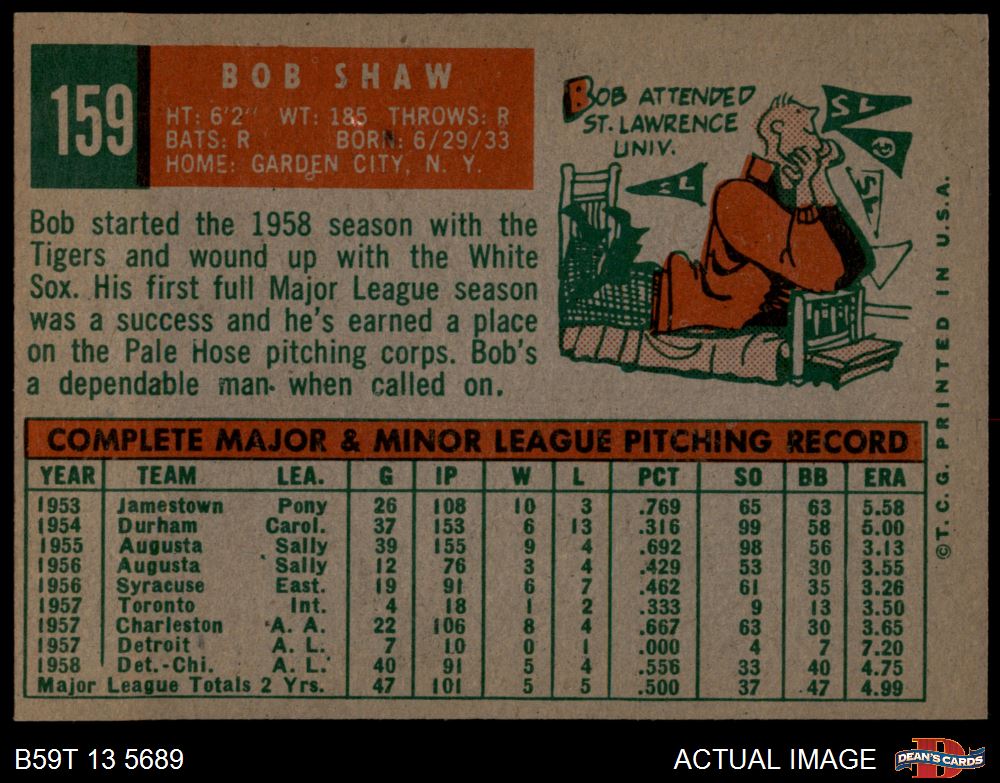 159
BOB SHAW
HT: 6'2" WT: 185 THROWS: R
BATS: R BORN: 6/29/33
HOME: GARDEN CITY, N. Y.
Bob started the 1958 season with the
Tigers and wound up with the White
Sox. His first full Major League season
was a success and he's earned a place
on the Pale Hose pitching corps. Bob's
a dependable man when called on.
BOB ATTENDED
ST. LAWRENCE
UNIV.
SL
SL
SL
COMPLETE MAJOR & MINOR LEAGUE PITCHING RECORD
YEAR TEAM LEA. G IP W L PCT SO BB ERA
1953 Jamestown Pony 26 108 10 3 .769 65 63 5.58
1954 Durham Carol. 37 153 6 13 .316 99 58 5.00
1955 Augusta Sally 39 155 9 4 .692 98 56 3.13
1956 Augusta Sally 12 76 3 4 .429 53 30 3.55
1956 Syracuse East. 19 91 6 7 .462 61 35 3.26
1957 Toronto Int. 4 18 1 2 .333 9 13 3.50
1957 Charleston A. A. 22 106 8 4 .667 63 30 3.65
1957 Detroit A. L. 7 10 0 1 .000 4 7 7.20
1958 Det.-Chi. A. L. 40 91 5 4 .556 33 40 4.75
Major League Totals 2 Yrs. 47 101 5 5 .500 37 47 4.99
©T. C. G. PRINTED IN U.S.A.
B59T 13 5689
ACTUAL IMAGE
D
DEAN'S CARDS